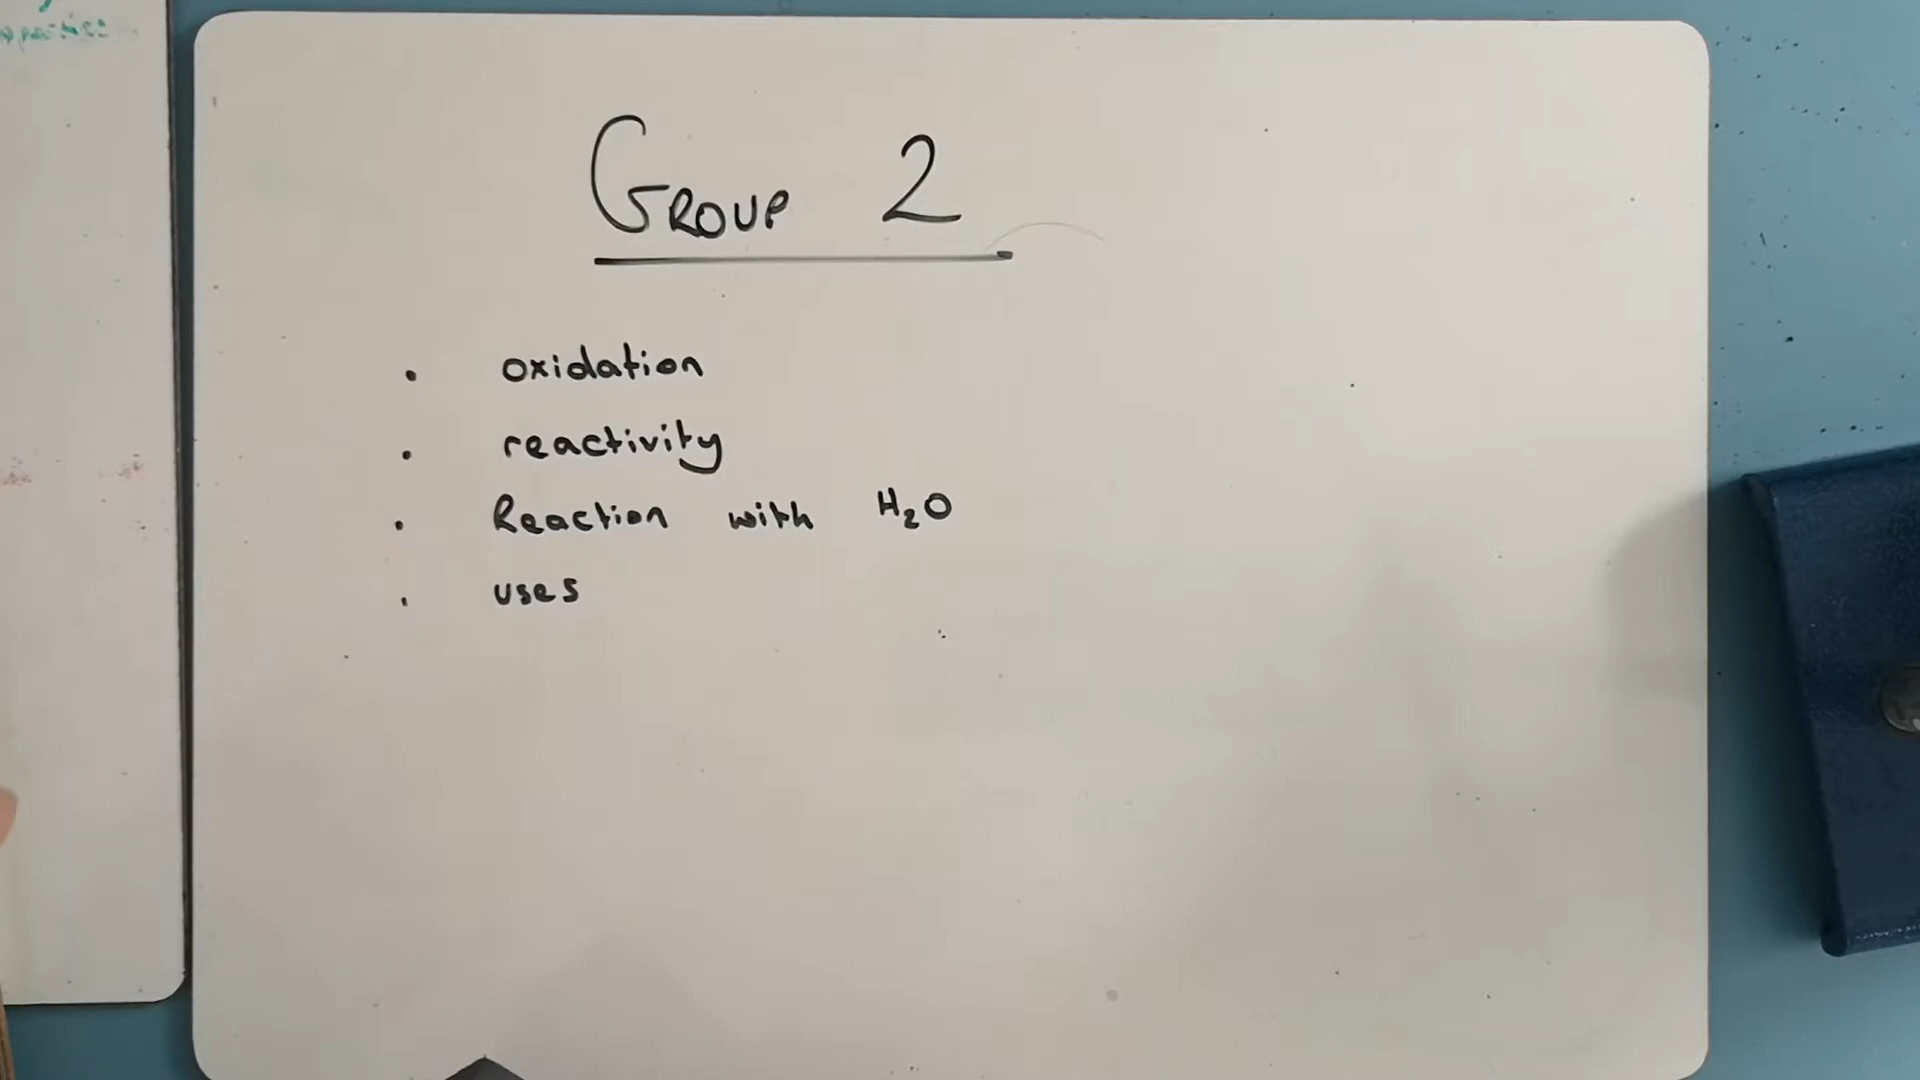 GROUP 2
• oxidation
• reactivity
• Reaction with H₂O
• uses